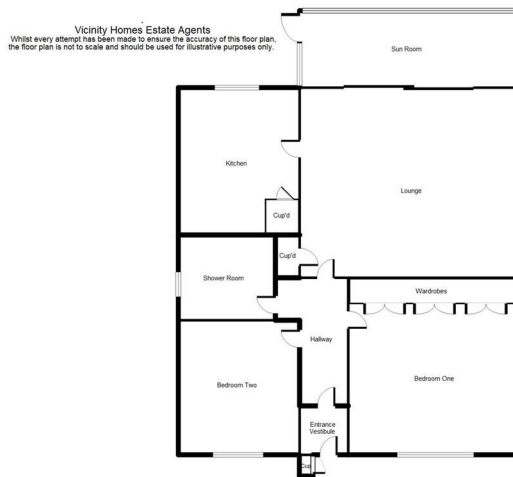 Vicinity Homes Estate Agents
Whilst every attempt has been made to ensure the accuracy of this floor plan,
the floor plan is not to scale and should be used for illustrative purposes only.
Sun Room
Kitchen
Lounge
Cup'd
Cup'd
Shower Room
Wardrobes
Hallway
Bedroom Two
Bedroom One
Entrance
Vestibule
Cup